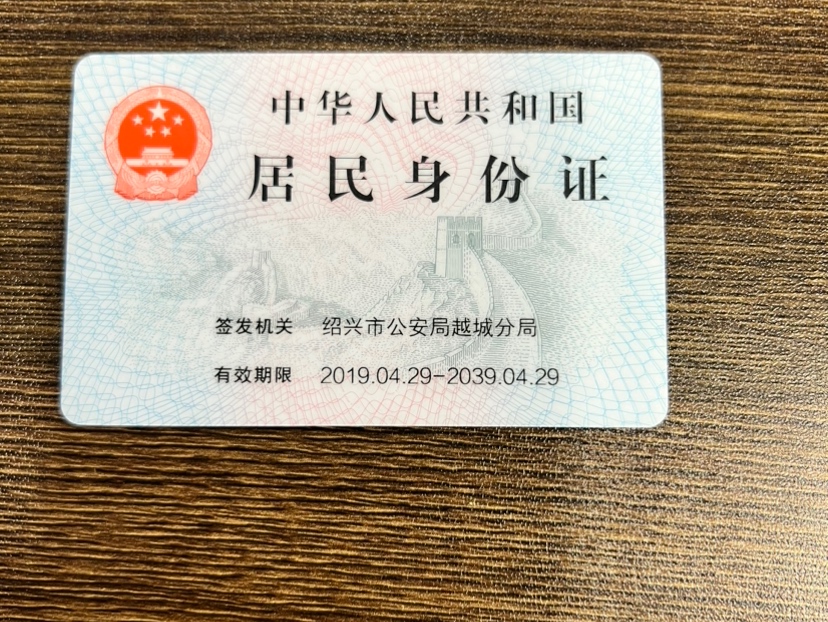 中华人民共和国
居民身份证
签发机关 绍兴市公安局越城分局
有效期限 2019.04.29-2039.04.29